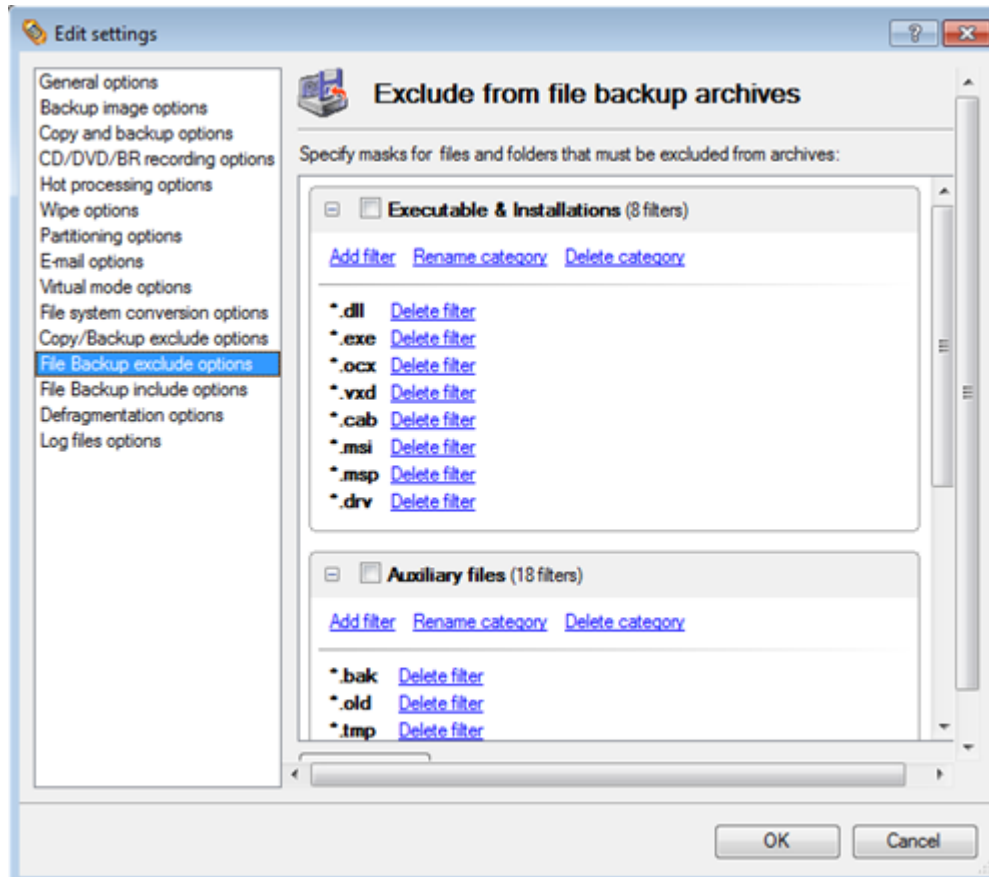 Edit settings
General options
Backup image options
Copy and backup options
CD/DVD/BR recording options
Hot processing options
Wipe options
Partitioning options
E-mail options
Virtual mode options
File system conversion options
Copy/Backup exclude options
File Backup exclude options
File Backup include options
Defragmentation options
Log files options
Exclude from file backup archives
Specify masks for files and folders that must be excluded from archives:
Executable & Installations (8 filters)
Add filter Rename category Delete category
*.dll Delete filter
*.exe Delete filter
*.ocx Delete filter
*.vxd Delete filter
*.cab Delete filter
*.msi Delete filter
*.msp Delete filter
*.drv Delete filter
Auxiliary files (18 filters)
Add filter Rename category Delete category
*.bak Delete filter
*.old Delete filter
*.tmp Delete filter
OK Cancel